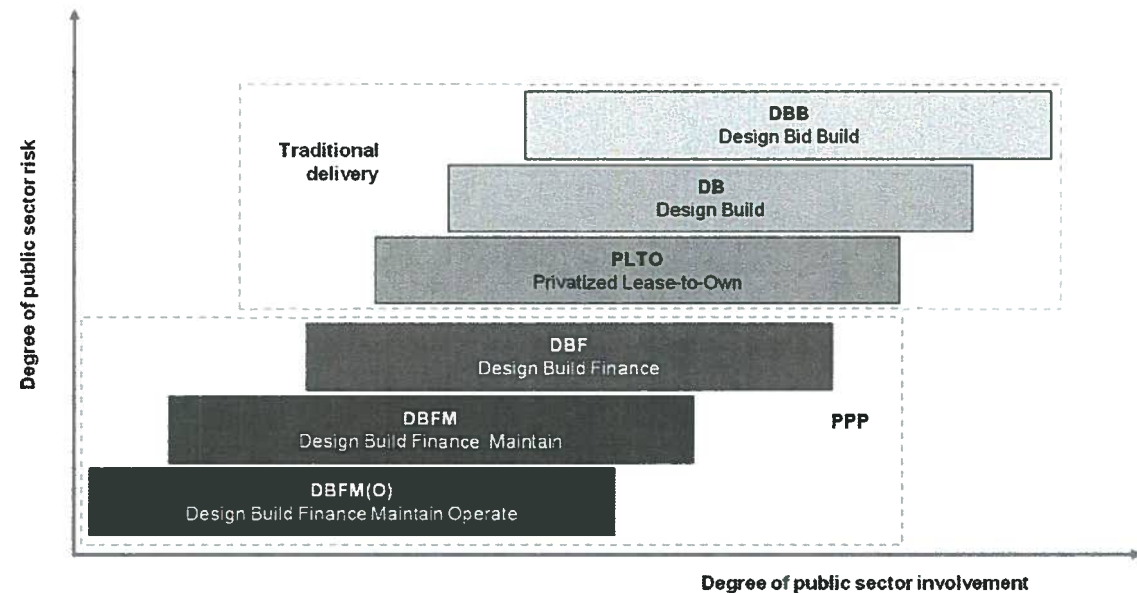 Degree of public sector risk
DBB
Design Bid Build
Traditional
delivery
DB
Design Build
PLTO
Privatized Lease-to-Own
DBF
Design Build Finance
DBFM
Design Build Finance Maintain
PPP
DBFM(O)
Design Build Finance Maintain Operate
Degree of public sector involvement